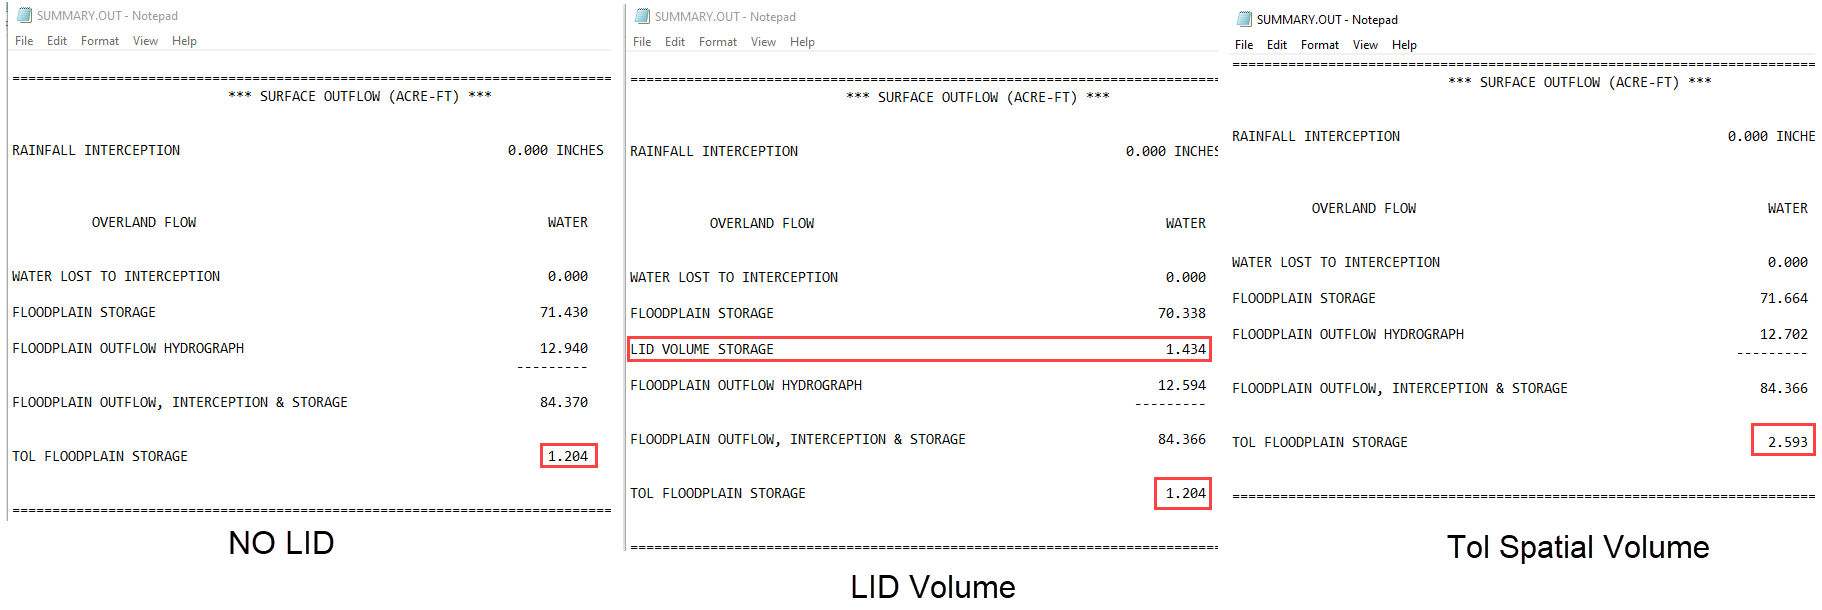 SUMMARY.OUT - Notepad
File Edit Format View Help
================================================================================
*** SURFACE OUTFLOW (ACRE-FT) ***
RAINFALL INTERCEPTION 0.000 INCHES
OVERLAND FLOW WATER
WATER LOST TO INTERCEPTION 0.000
FLOODPLAIN STORAGE 71.430
FLOODPLAIN OUTFLOW HYDROGRAPH 12.940
---------
FLOODPLAIN OUTFLOW, INTERCEPTION & STORAGE 84.370
TOL FLOODPLAIN STORAGE 1.204
================================================================================
NO LID
SUMMARY.OUT - Notepad
File Edit Format View Help
================================================================================
*** SURFACE OUTFLOW (ACRE-FT) ***
RAINFALL INTERCEPTION 0.000 INCHES
OVERLAND FLOW WATER
WATER LOST TO INTERCEPTION 0.000
FLOODPLAIN STORAGE 70.338
LID VOLUME STORAGE 1.434
FLOODPLAIN OUTFLOW HYDROGRAPH 12.594
---------
FLOODPLAIN OUTFLOW, INTERCEPTION & STORAGE 84.366
TOL FLOODPLAIN STORAGE 1.204
================================================================================
LID Volume
SUMMARY.OUT - Notepad
File Edit Format View Help
================================================================================
*** SURFACE OUTFLOW (ACRE-FT) ***
RAINFALL INTERCEPTION 0.000 INCHE
OVERLAND FLOW WATER
WATER LOST TO INTERCEPTION 0.000
FLOODPLAIN STORAGE 71.664
FLOODPLAIN OUTFLOW HYDROGRAPH 12.702
---------
FLOODPLAIN OUTFLOW, INTERCEPTION & STORAGE 84.366
TOL FLOODPLAIN STORAGE 2.593
================================================================================
Tol Spatial Volume